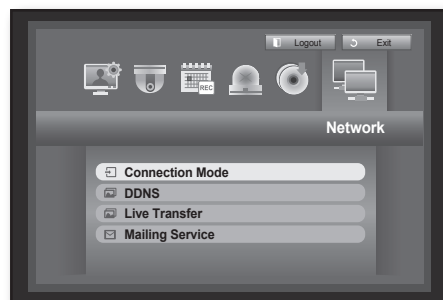 Logout Exit
REC
Network
Connection Mode
DDNS
Live Transfer
Mailing Service